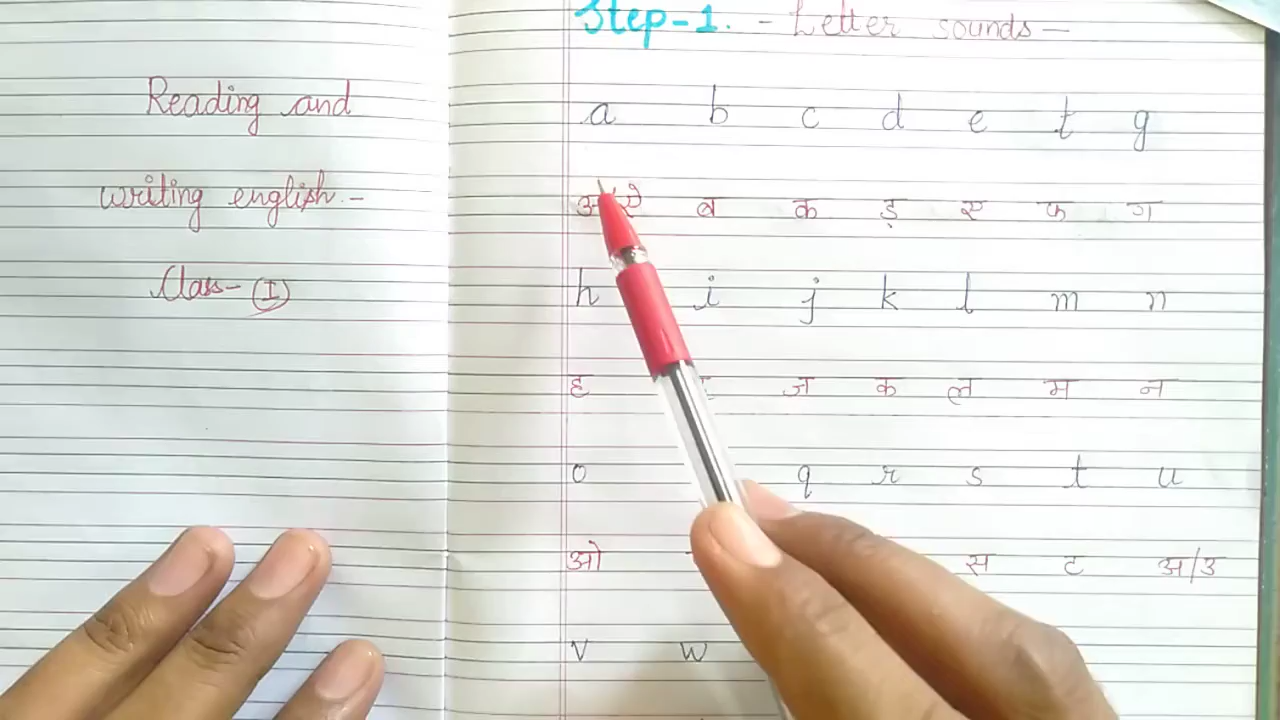 Reading and
writing english -
Class - (I)
Step-1. - Letter sounds -
a b c d e t g
ब क ड़ ए फ ग
h i j k l m n
ह ज क ल म न
o q r s t u
ओ स ट अ/उ
v w